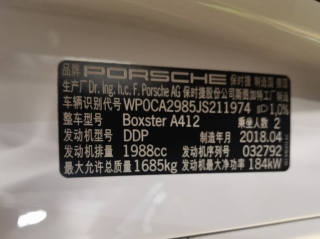 品牌 PORSCHE 保时捷 制造国 德国
生产厂Dr. Ing. h.c. F. Porsche AG 保时捷股份公司斯图加特
车辆识别代号 WP0CA2985JS211974 1.0%
整车型号 Boxster A412 乘坐人数 2
发动机型号 DDP 制造年月 2018.04
发动机排量 1988cc 发动机序列号 032792
最大允许总质量 1685kg 发动机最大净功率 184kW